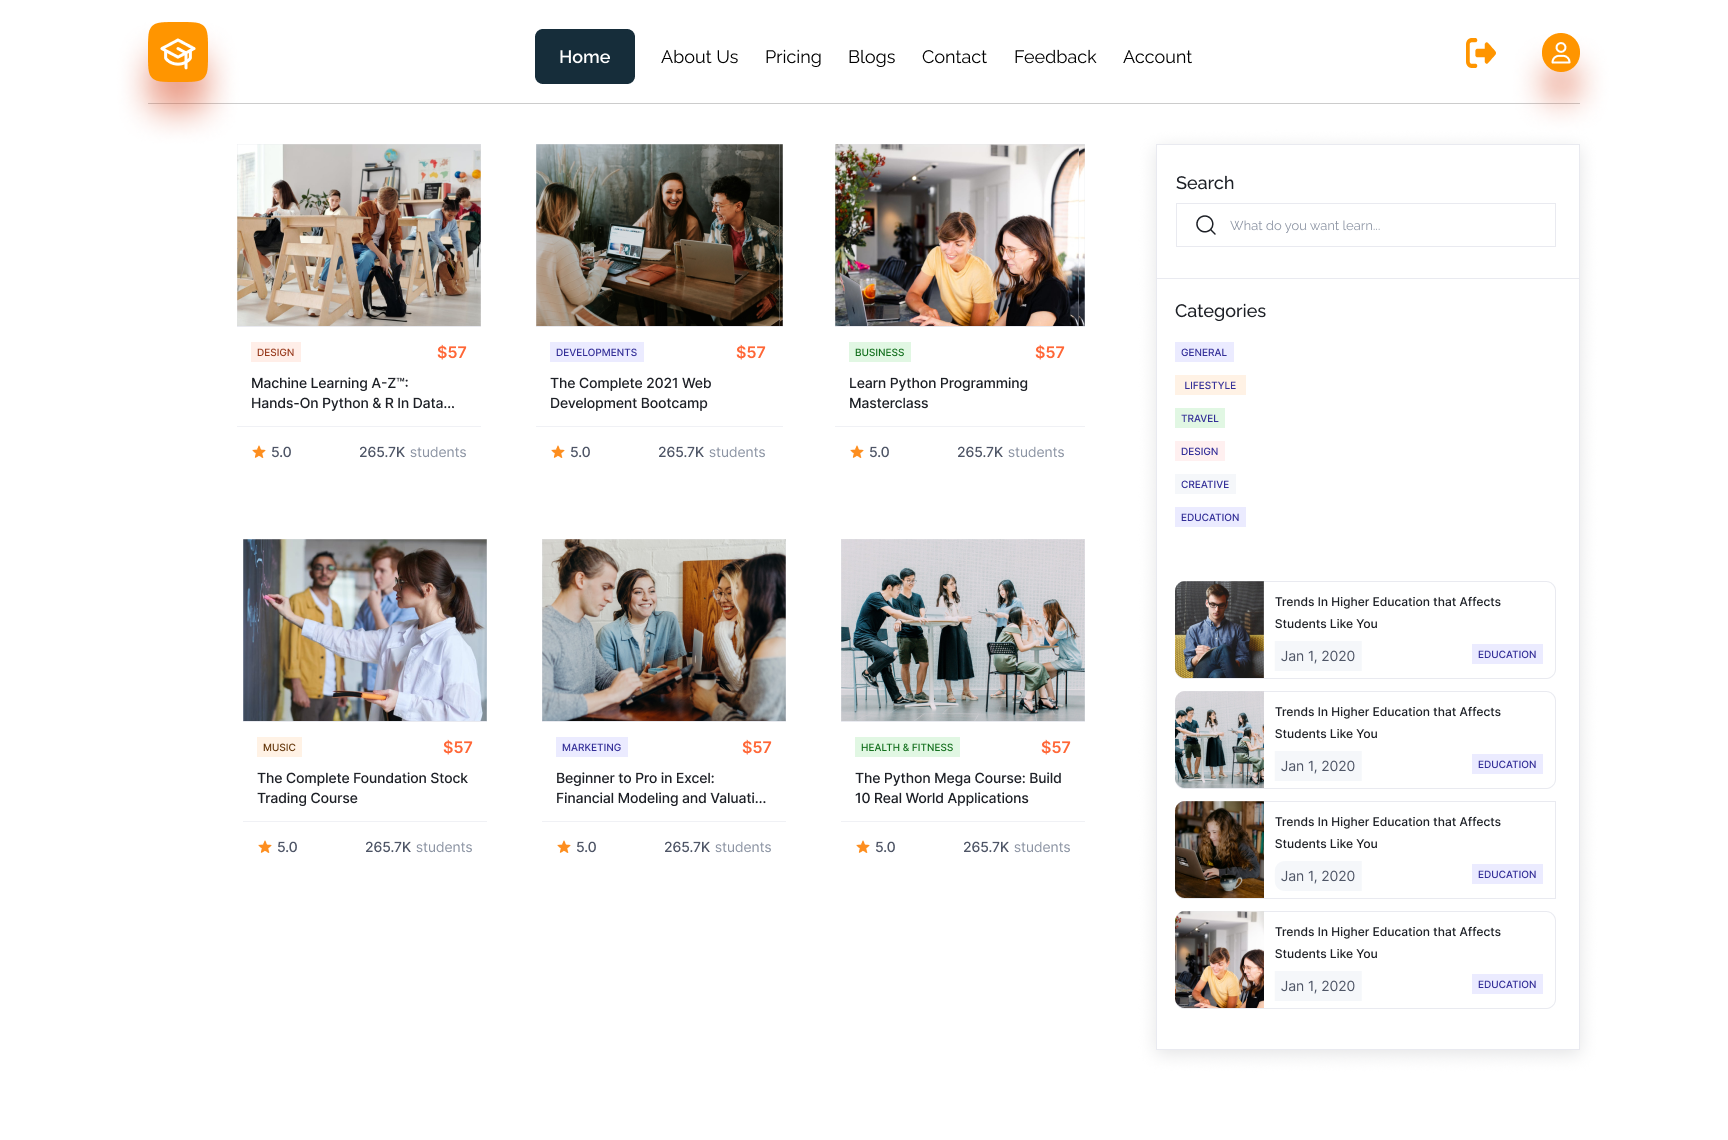 Home
About Us
Pricing
Blogs
Contact
Feedback
Account
DESIGN
$57
Machine Learning A-Z™:
Hands-On Python & R In Data...
5.0
265.7K students
DEVELOPMENTS
$57
The Complete 2021 Web
Development Bootcamp
5.0
265.7K students
BUSINESS
$57
Learn Python Programming
Masterclass
5.0
265.7K students
MUSIC
$57
The Complete Foundation Stock
Trading Course
5.0
265.7K students
MARKETING
$57
Beginner to Pro in Excel:
Financial Modeling and Valuati...
5.0
265.7K students
HEALTH & FITNESS
$57
The Python Mega Course: Build
10 Real World Applications
5.0
265.7K students
Search
What do you want learn...
Categories
GENERAL
LIFESTYLE
TRAVEL
DESIGN
CREATIVE
EDUCATION
Trends In Higher Education that Affects
Students Like You
Jan 1, 2020
EDUCATION
Trends In Higher Education that Affects
Students Like You
Jan 1, 2020
EDUCATION
Trends In Higher Education that Affects
Students Like You
Jan 1, 2020
EDUCATION
Trends In Higher Education that Affects
Students Like You
Jan 1, 2020
EDUCATION